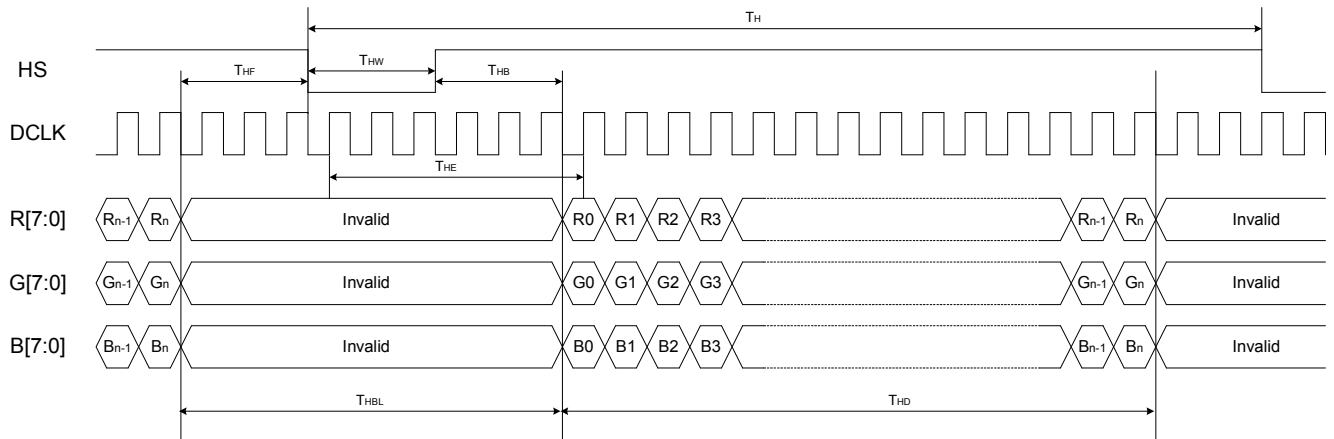 TH
HS
THF
THW
THB
DCLK
THE
R[7:0] Rn-1 Rn Invalid R0 R1 R2 R3 Rn-1 Rn Invalid
G[7:0] Gn-1 Gn Invalid G0 G1 G2 G3 Gn-1 Gn Invalid
B[7:0] Bn-1 Bn Invalid B0 B1 B2 B3 Bn-1 Bn Invalid
THBL THD